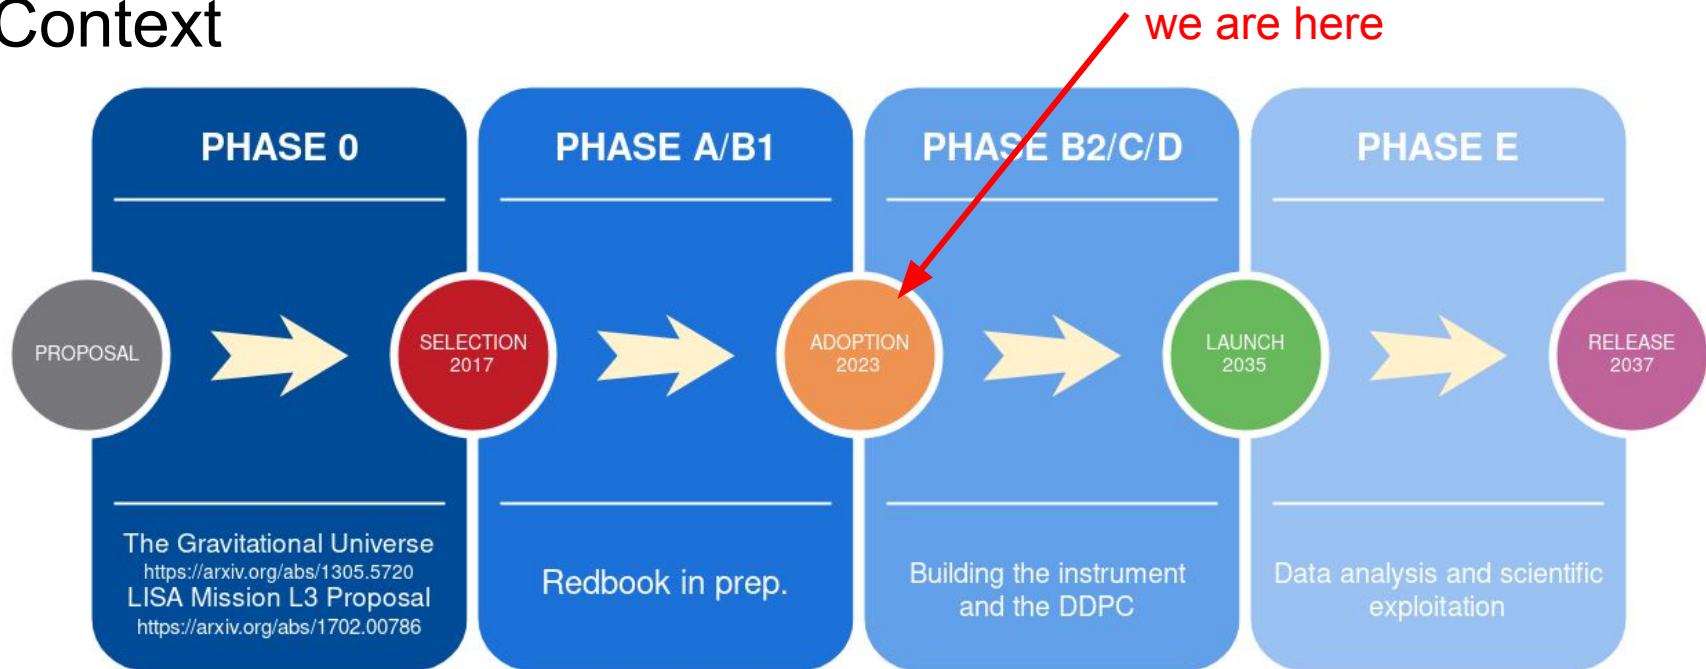 Context
we are here
PHASE 0
PHASE A/B1
PHASE B2/C/D
PHASE E
PROPOSAL
SELECTION
2017
ADOPTION
2023
LAUNCH
2035
RELEASE
2037
The Gravitational Universe
https://arxiv.org/abs/1305.5720
LISA Mission L3 Proposal
https://arxiv.org/abs/1702.00786
Redbook in prep.
Building the instrument
and the DDPC
Data analysis and scientific
exploitation